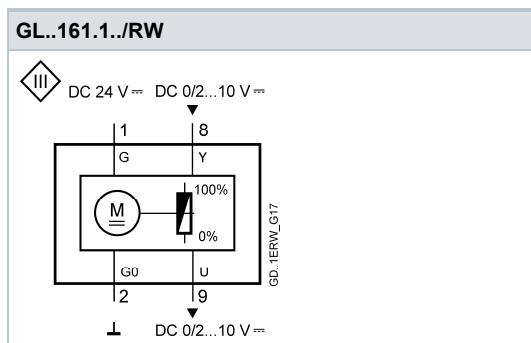 GL..161.1../RW
III
DC 24 V ⎓ DC 0/2...10 V ⎓
1 8
G Y
100%
M
0%
G0 U
2 9
DC 0/2...10 V ⎓
GD..1ERW_G17